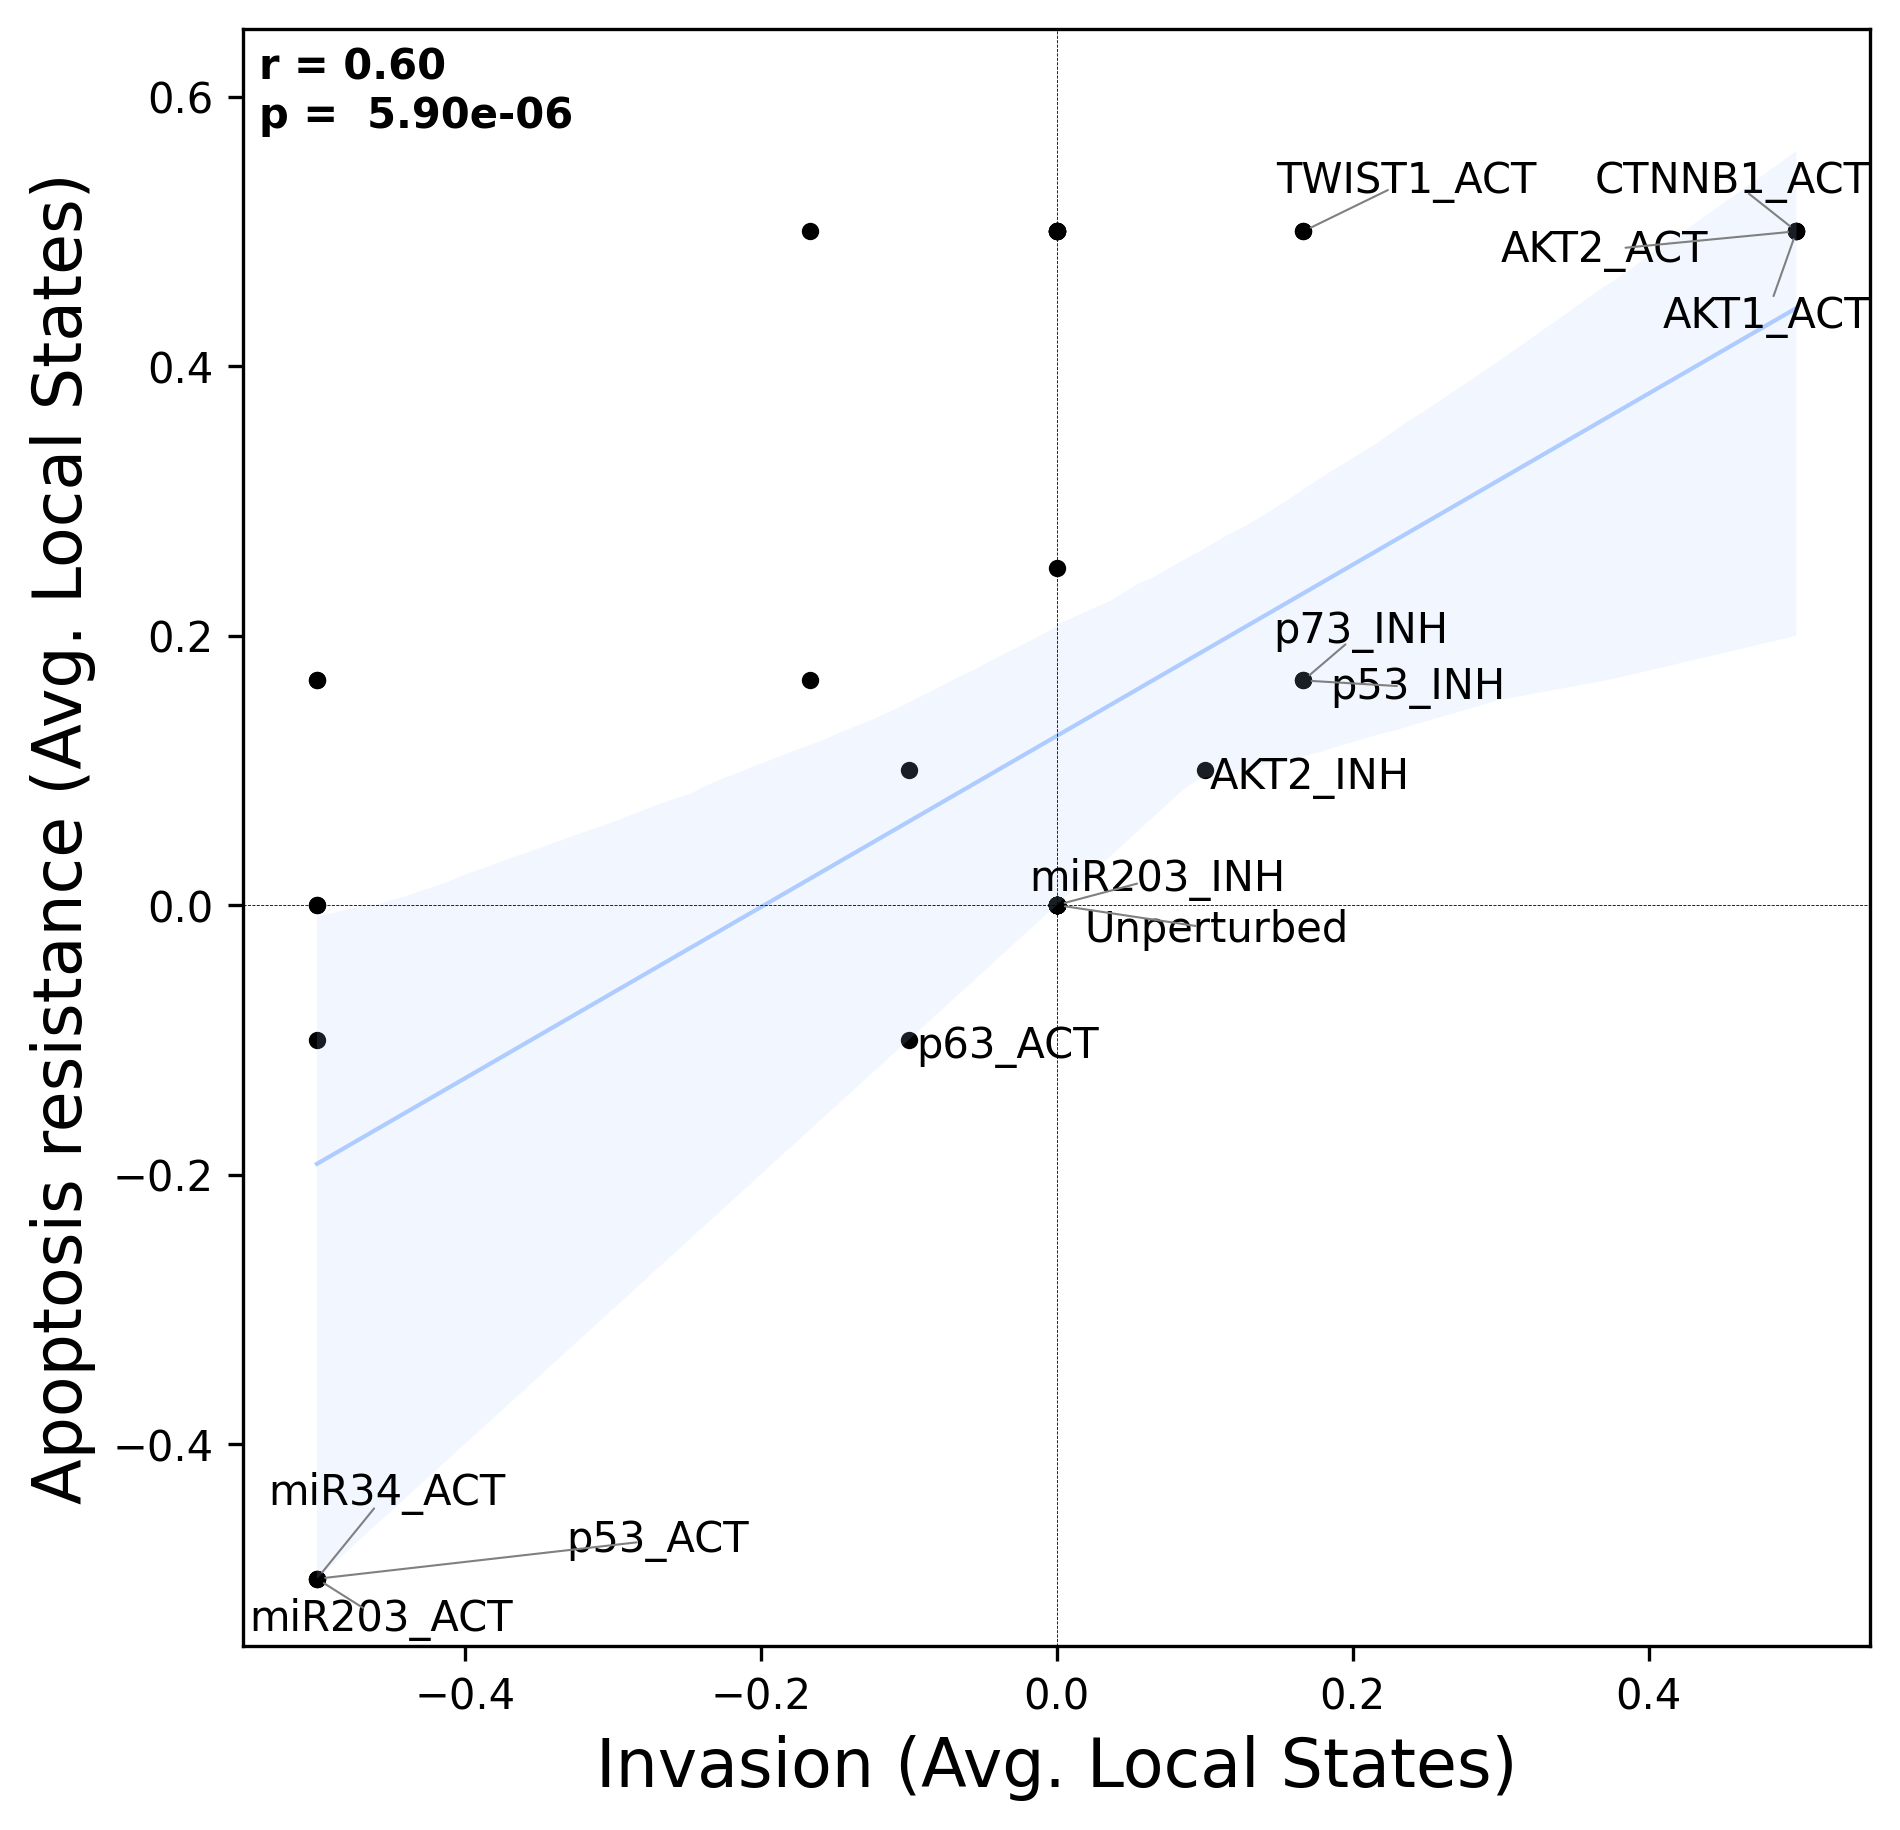 r = 0.60
p =  5.90e-06
TWIST1_ACT
CTNNB1_ACT
AKT2_ACT
AKT1_ACT
p73_INH
p53_INH
AKT2_INH
miR203_INH
Unperturbed
p63_ACT
miR34_ACT
p53_ACT
miR203_ACT
0.6
0.4
0.2
0.0
−0.2
−0.4
Apoptosis resistance (Avg. Local States)
−0.4
−0.2
0.0
0.2
0.4
Invasion (Avg. Local States)